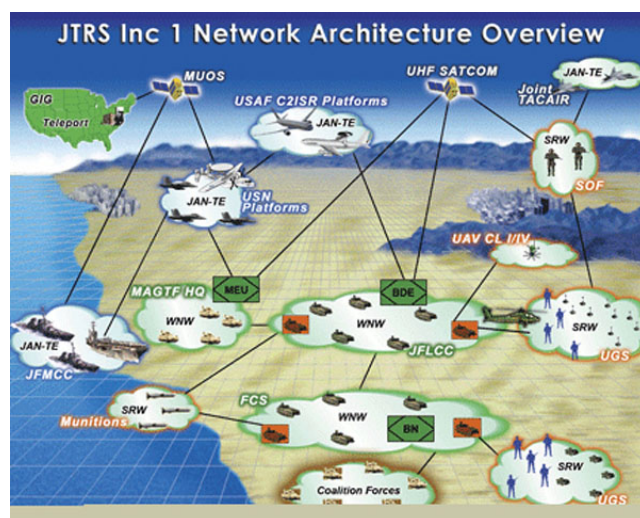 JTRS Inc 1 Network Architecture Overview
MUOS
UHF SATCOM
JAN-TE
Joint
TACAIR
GIG
Teleport
USAF C2ISR Platforms
JAN-TE
SRW
SOF
JAN-TE
USN
Platforms
UAV CL I/IV
MAGTF HQ
MEU
BDE
WNW
WNW
JFLCC
SRW
UGS
JAN-TE
JFMCC
Munitions
SRW
FCS
WNW
BN
SRW
UGS
Coalition Forces